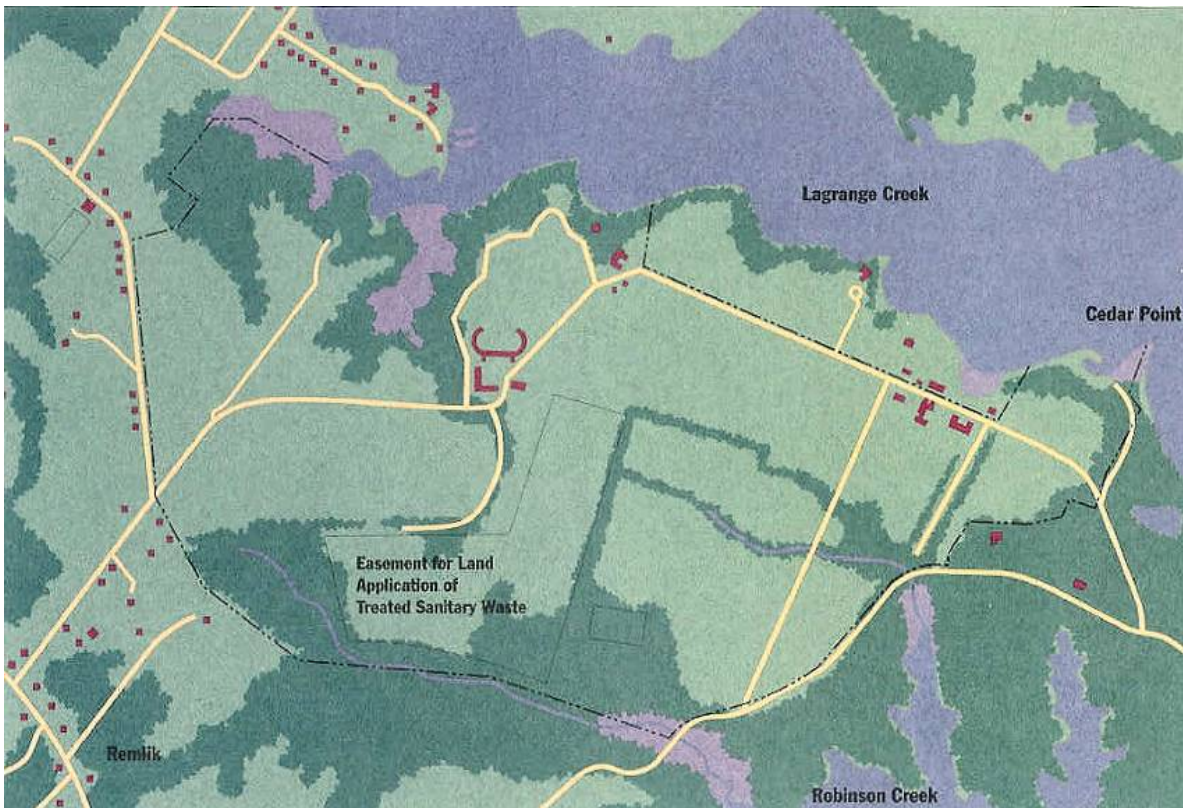 Lagrange Creek
Cedar Point
Easement for Land
Application of
Treated Sanitary Waste
Remlik
Robinson Creek